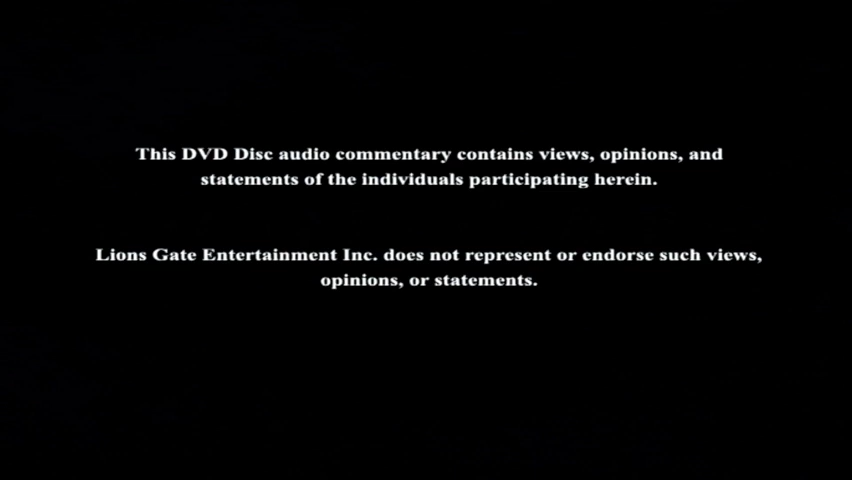 This DVD Disc audio commentary contains views, opinions, and
statements of the individuals participating herein.
Lions Gate Entertainment Inc. does not represent or endorse such views,
opinions, or statements.